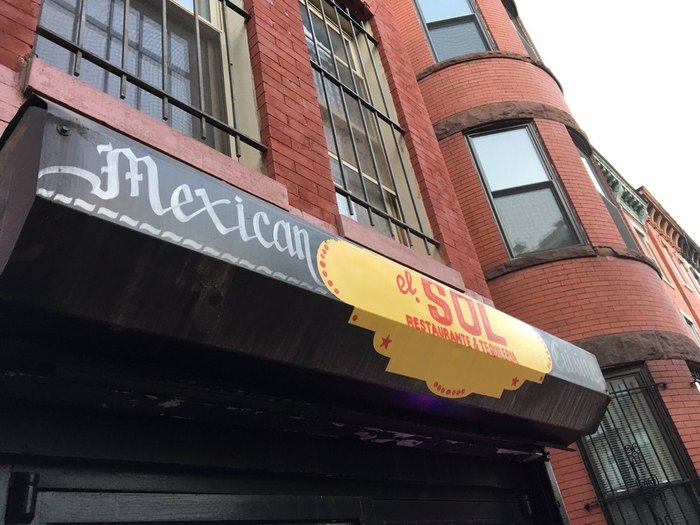 Mexican
el SOL
RESTAURANTE & TEQUILERIA